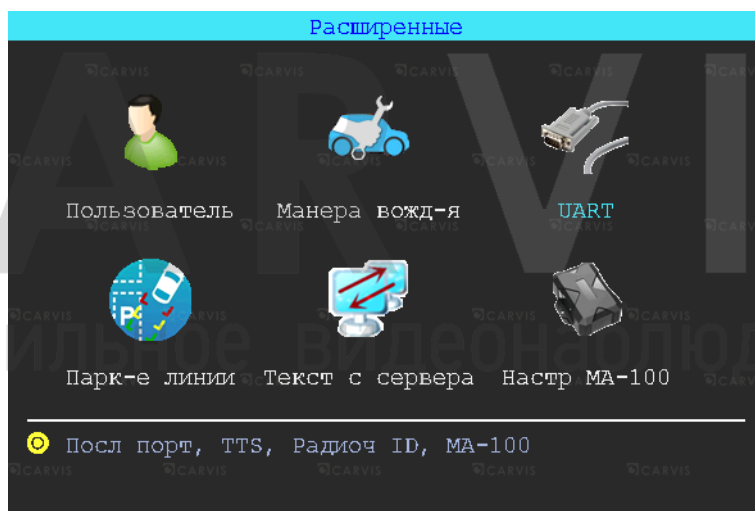 Расширенные
Пользователь Манера вожд-я UART
Парк-е линии Текст с сервера Настр МА-100
Посл порт, TTS, Радиоч ID, МА-100
CARVIS